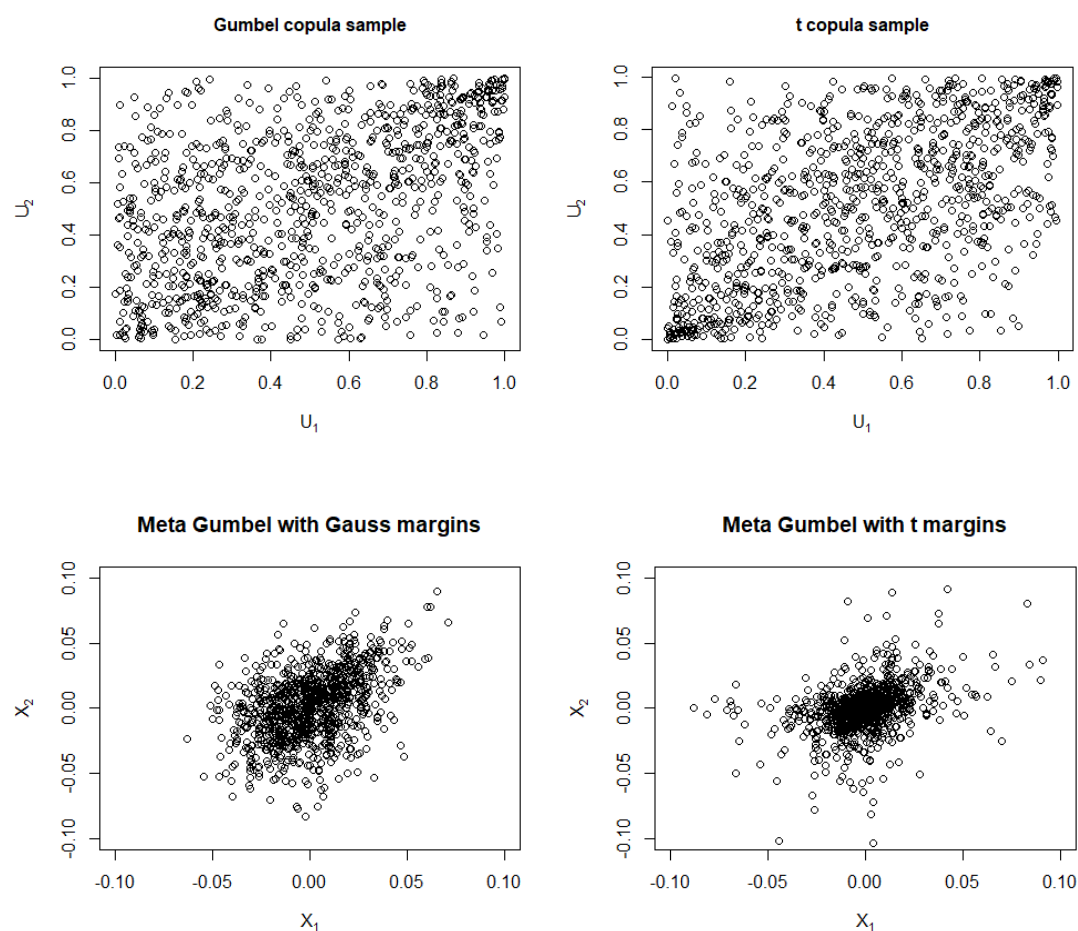 Gumbel copula sample
1.0
0.8
0.6
0.4
0.2
0.0
U₂
0.0 0.2 0.4 0.6 0.8 1.0
U₁
t copula sample
1.0
0.8
0.6
0.4
0.2
0.0
U₂
0.0 0.2 0.4 0.6 0.8 1.0
U₁
Meta Gumbel with Gauss margins
0.10
0.05
0.00
-0.05
-0.10
X₂
-0.10 -0.05 0.00 0.05 0.10
X₁
Meta Gumbel with t margins
0.10
0.05
0.00
-0.05
-0.10
X₂
-0.10 -0.05 0.00 0.05 0.10
X₁